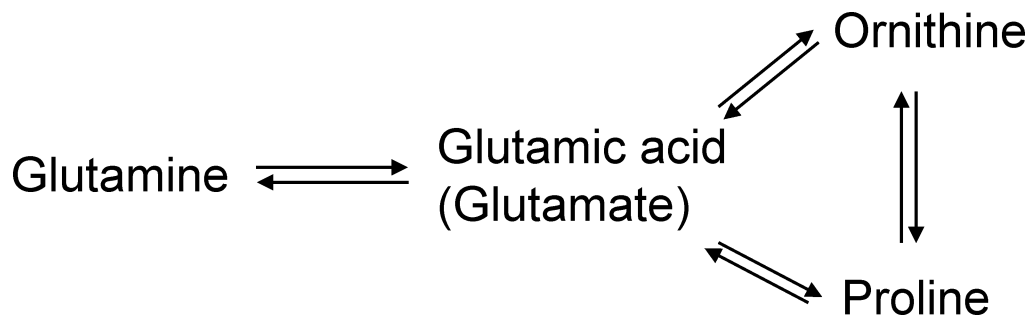 Ornithine
Glutamine
Glutamic acid
(Glutamate)
Proline